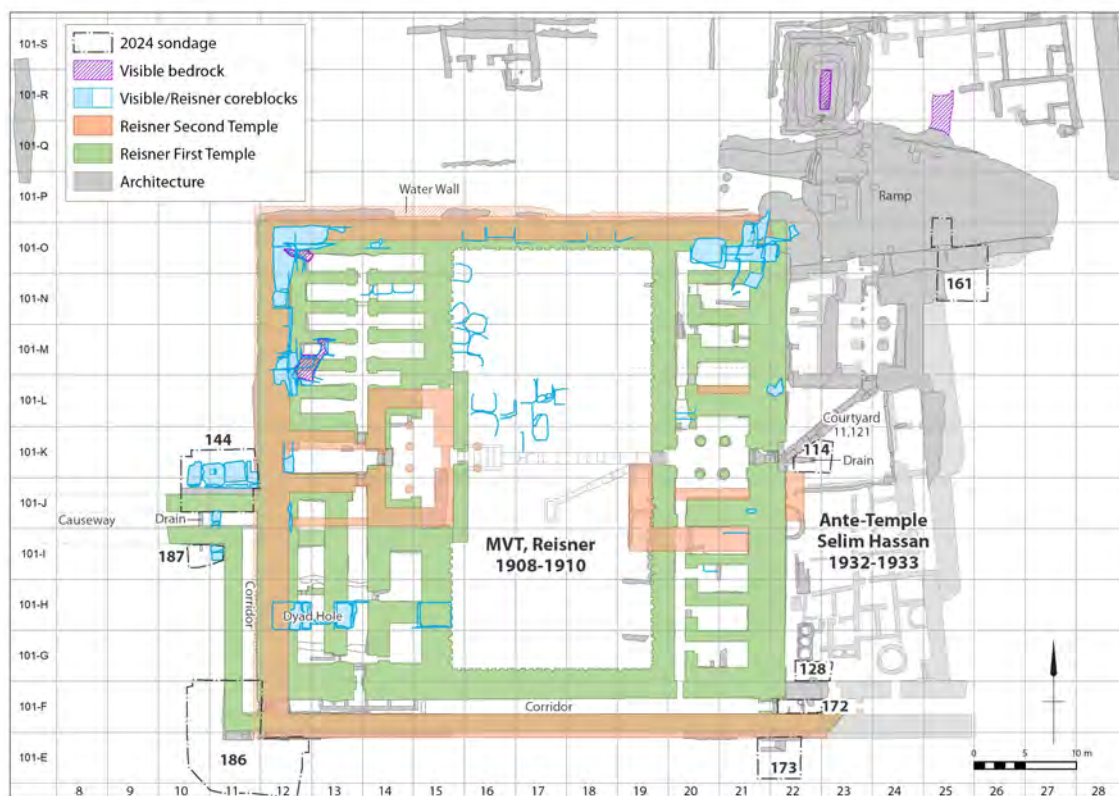 101-S
101-R
101-Q
101-P
101-O
101-N
101-M
101-L
101-K
101-J
101-I
101-H
101-G
101-F
101-E
2024 sondage
Visible bedrock
Visible/Reisner coreblocks
Reisner Second Temple
Reisner First Temple
Architecture
Water Wall
Ramp
161
Courtyard
11,121
144
114
Drain
Causeway
Drain
187
Corridor
MVT, Reisner
1908-1910
Ante-Temple
Selim Hassan
1932-1933
Dyad Hole
128
172
Corridor
186
173
0
5
10 m
8
9
10
11
12
13
14
15
16
17
18
19
20
21
22
23
24
25
26
27
28